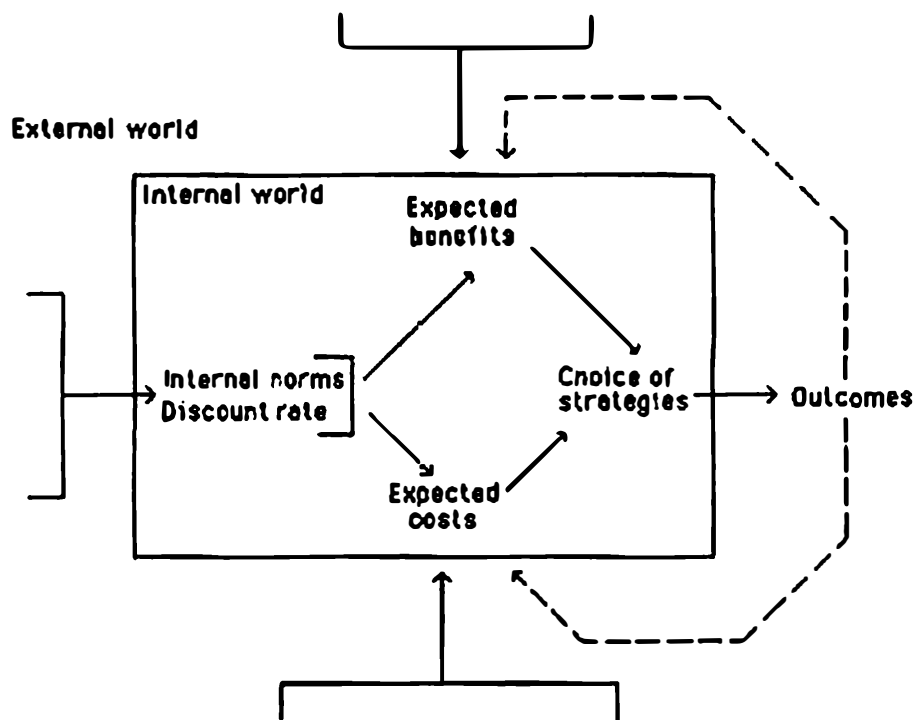 External world
Internal world
Expected
benefits
Internal norms
Discount rate
Choice of
strategies
Outcomes
Expected
costs